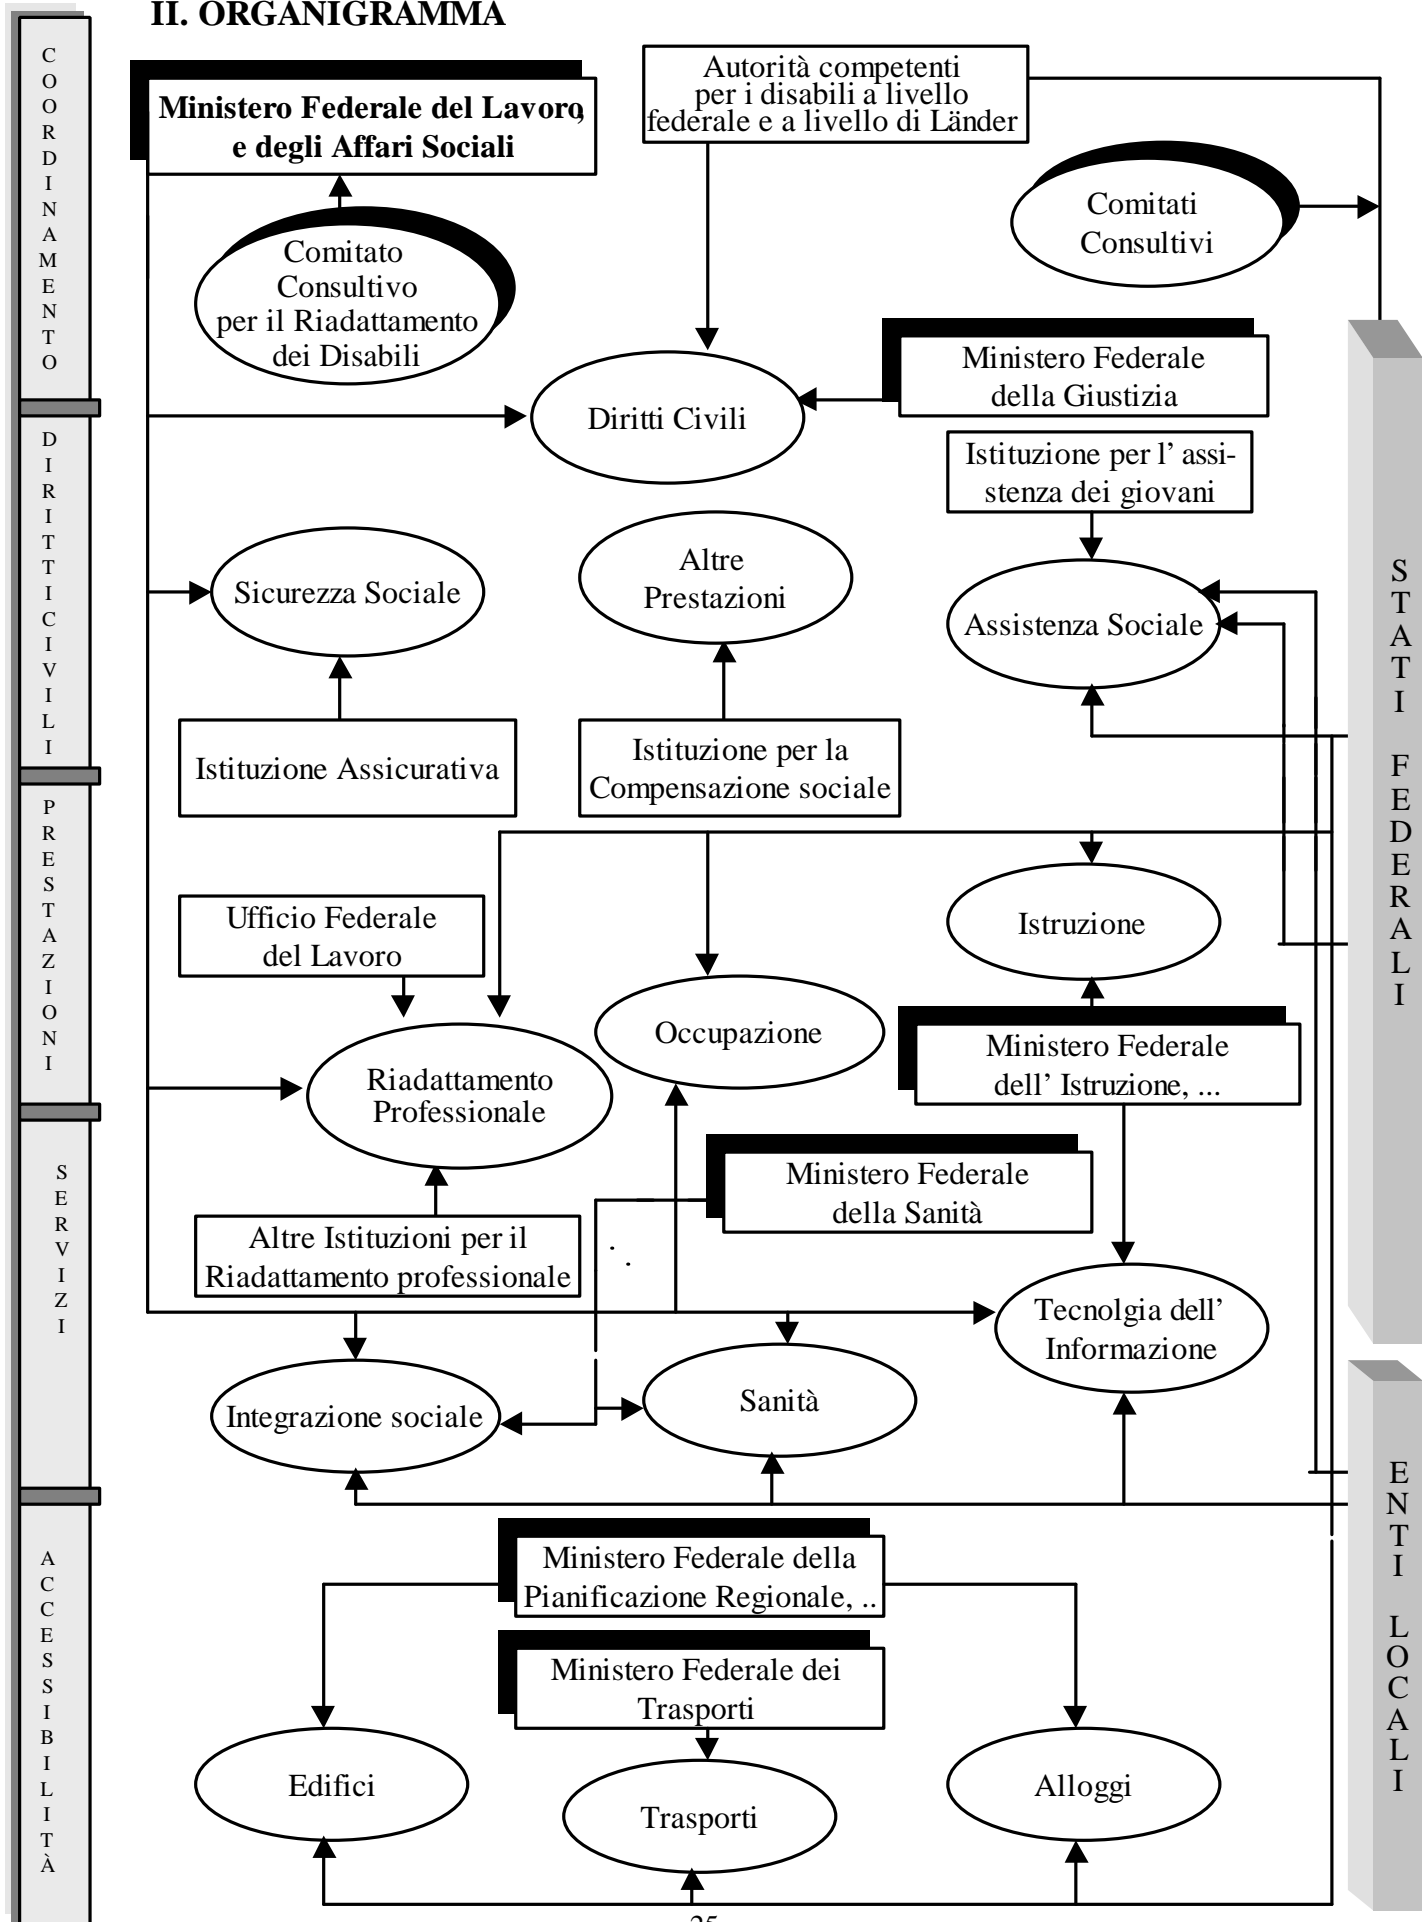 II. ORGANIGRAMMA
COORDINAMENTO
Ministero Federale del Lavoro,
e degli Affari Sociali
Autorità competenti
per i disabili a livello
federale e a livello di Länder
Comitato
Consultivo
per il Riadattamento
dei Disabili
Comitati
Consultivi
Ministero Federale
della Giustizia
Diritti Civili
DIRITTI CIVILI
Istituzione per l' assi-
stenza dei giovani
Sicurezza Sociale
Altre
Prestazioni
Assistenza Sociale
STATI FEDERALI
Istituzione Assicurativa
Istituzione per la
Compensazione sociale
PRESTAZIONI
Ufficio Federale
del Lavoro
Istruzione
Occupazione
Ministero Federale
dell' Istruzione, ...
Riadattamento
Professionale
SERVIZI
Ministero Federale
della Sanità
Altre Istituzioni per il
Riadattamento professionale
Tecnolgia dell'
Informazione
Integrazione sociale
Sanità
ENTI LOCALI
ACCESSIBILITÀ
Ministero Federale della
Pianificazione Regionale, ..
Ministero Federale dei
Trasporti
Edifici
Trasporti
Alloggi
25